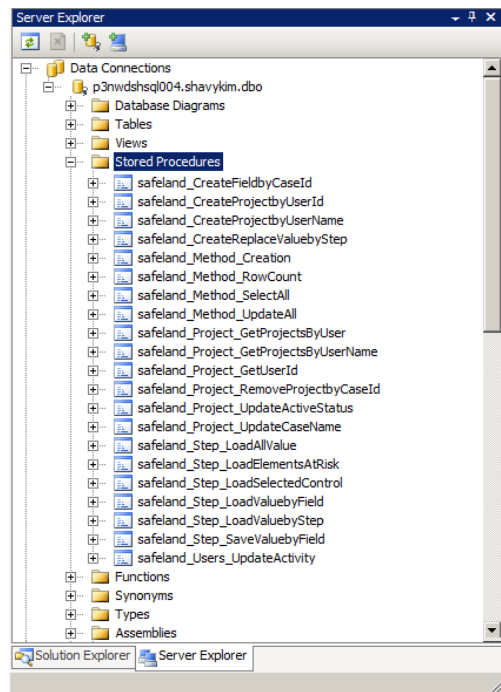 Server Explorer
Data Connections
p3nwdshsql004.shavykim.dbo
Database Diagrams
Tables
Views
Stored Procedures
safeland_CreateFieldbyCaseId
safeland_CreateProjectbyUserId
safeland_CreateProjectbyUserName
safeland_CreateReplaceValuebyStep
safeland_Method_Creation
safeland_Method_RowCount
safeland_Method_SelectAll
safeland_Method_UpdateAll
safeland_Project_GetProjectsByUser
safeland_Project_GetProjectsByUserName
safeland_Project_GetUserId
safeland_Project_RemoveProjectbyCaseId
safeland_Project_UpdateActiveStatus
safeland_Project_UpdateCaseName
safeland_Step_LoadAllValue
safeland_Step_LoadElementsAtRisk
safeland_Step_LoadSelectedControl
safeland_Step_LoadValuebyField
safeland_Step_LoadValuebyStep
safeland_Step_SaveValuebyField
safeland_Users_UpdateActivity
Functions
Synonyms
Types
Assemblies
Solution Explorer Server Explorer